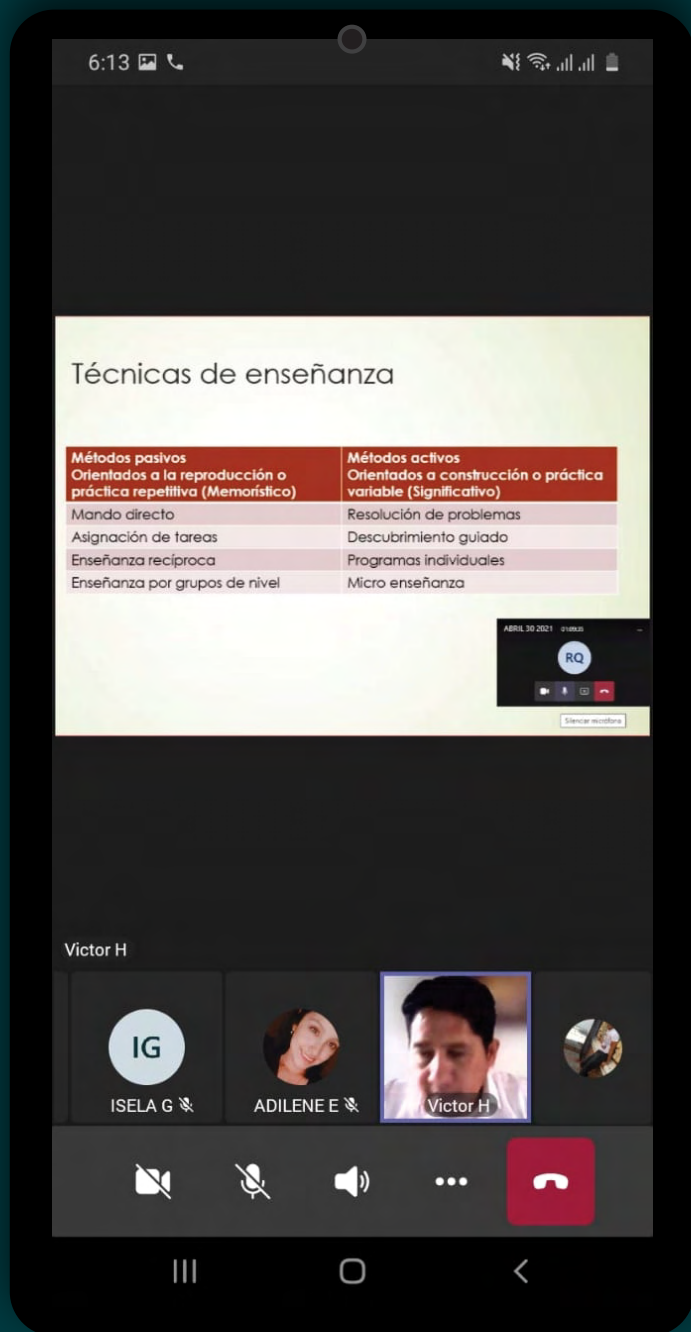 6:13
Técnicas de enseñanza
Métodos pasivos
Orientados a la reproducción o
práctica repetitiva (Memorístico)
Métodos activos
Orientados a construcción o práctica
variable (Significativo)
Mando directo
Resolución de problemas
Asignación de tareas
Descubrimiento guiado
Enseñanza recíproca
Programas individuales
Enseñanza por grupos de nivel
Micro enseñanza
ABRIL 30 2021
RQ
Silenciar micrófono
Victor H
IG
ISELA G
ADILENE E
Victor H